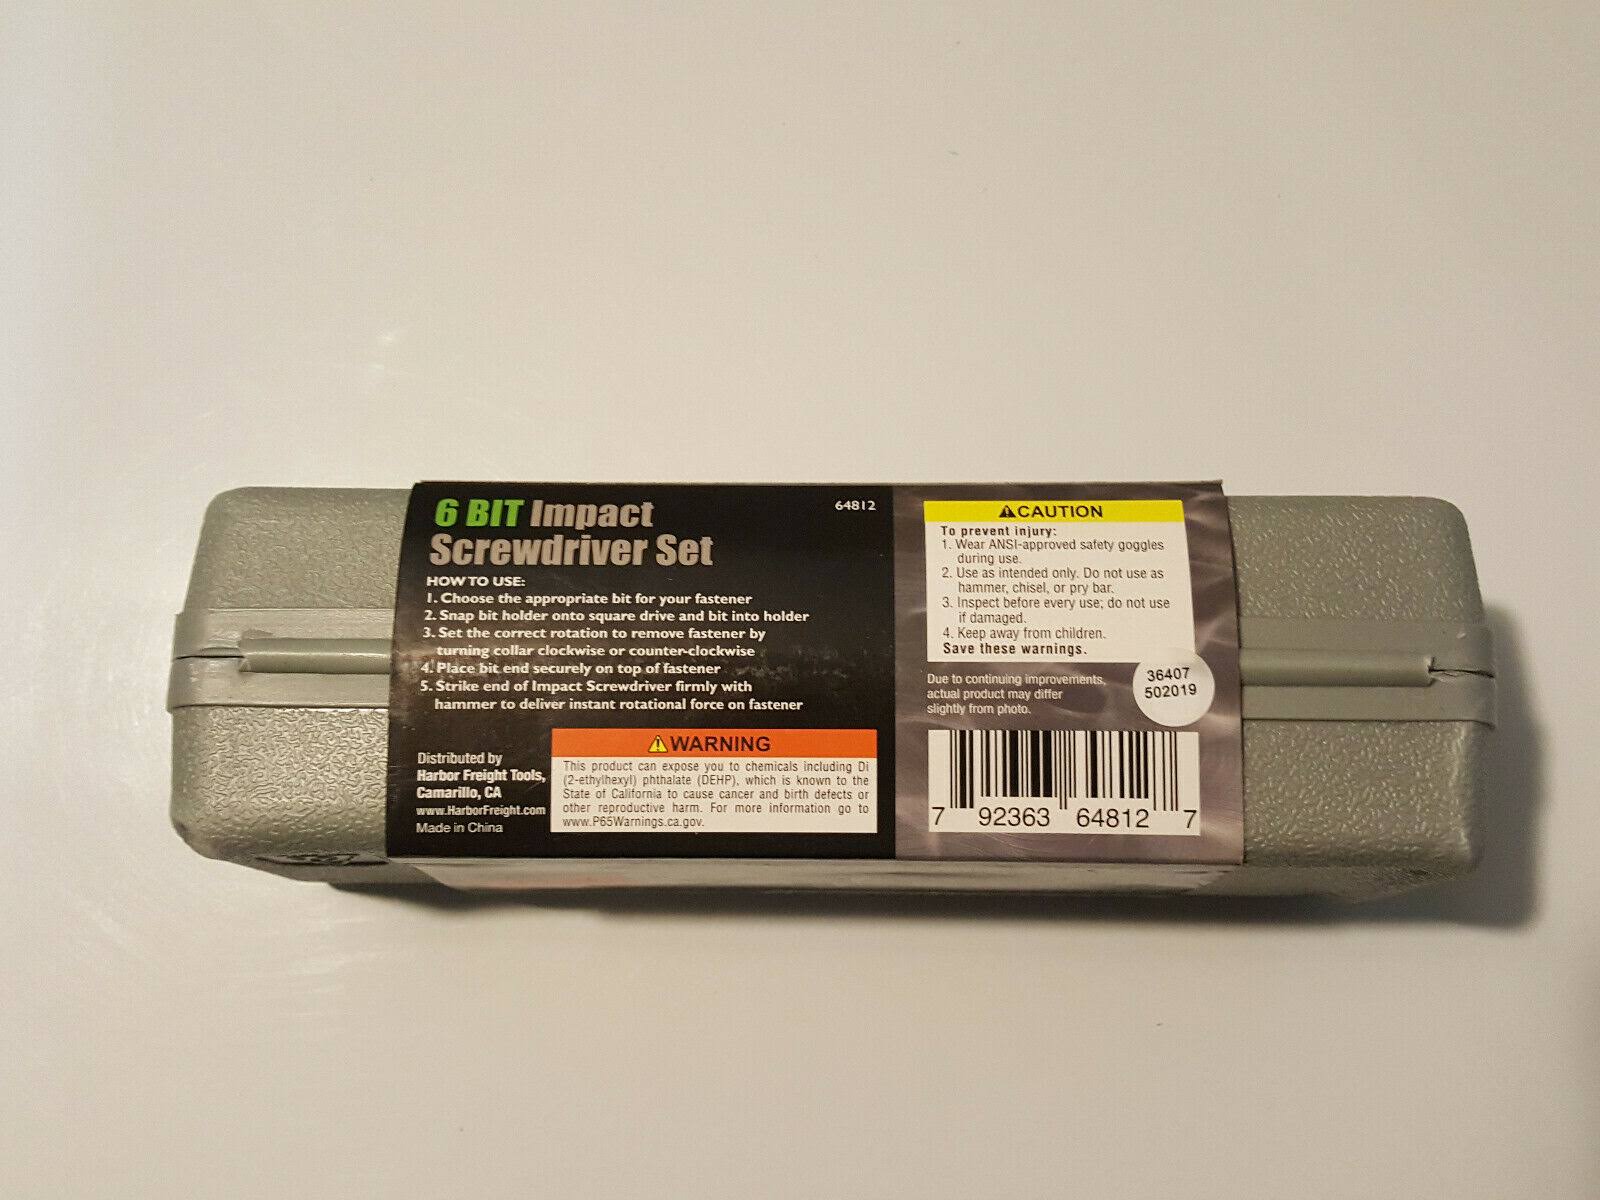 6 BIT Impact
Screwdriver Set
64812
HOW TO USE:
1. Choose the appropriate bit for your fastener
2. Snap bit holder onto square drive and bit into holder
3. Set the correct rotation to remove fastener by
turning collar clockwise or counter-clockwise
4. Place bit end securely on top of fastener
5. Strike end of Impact Screwdriver firmly with
hammer to deliver instant rotational force on fastener
Distributed by
Harbor Freight Tools,
Camarillo, CA
www.HarborFreight.com
Made in China
WARNING
This product can expose you to chemicals including Di
(2-ethylhexyl) phthalate (DEHP), which is known to the
State of California to cause cancer and birth defects or
other reproductive harm. For more information go to
www.P65Warnings.ca.gov.
CAUTION
To prevent injury:
1. Wear ANSI-approved safety goggles
during use.
2. Use as intended only. Do not use as
hammer, chisel, or pry bar.
3. Inspect before every use; do not use
if damaged.
4. Keep away from children.
Save these warnings.
Due to continuing improvements,
actual product may differ
slightly from photo.
36407
502019
7 92363 64812 7